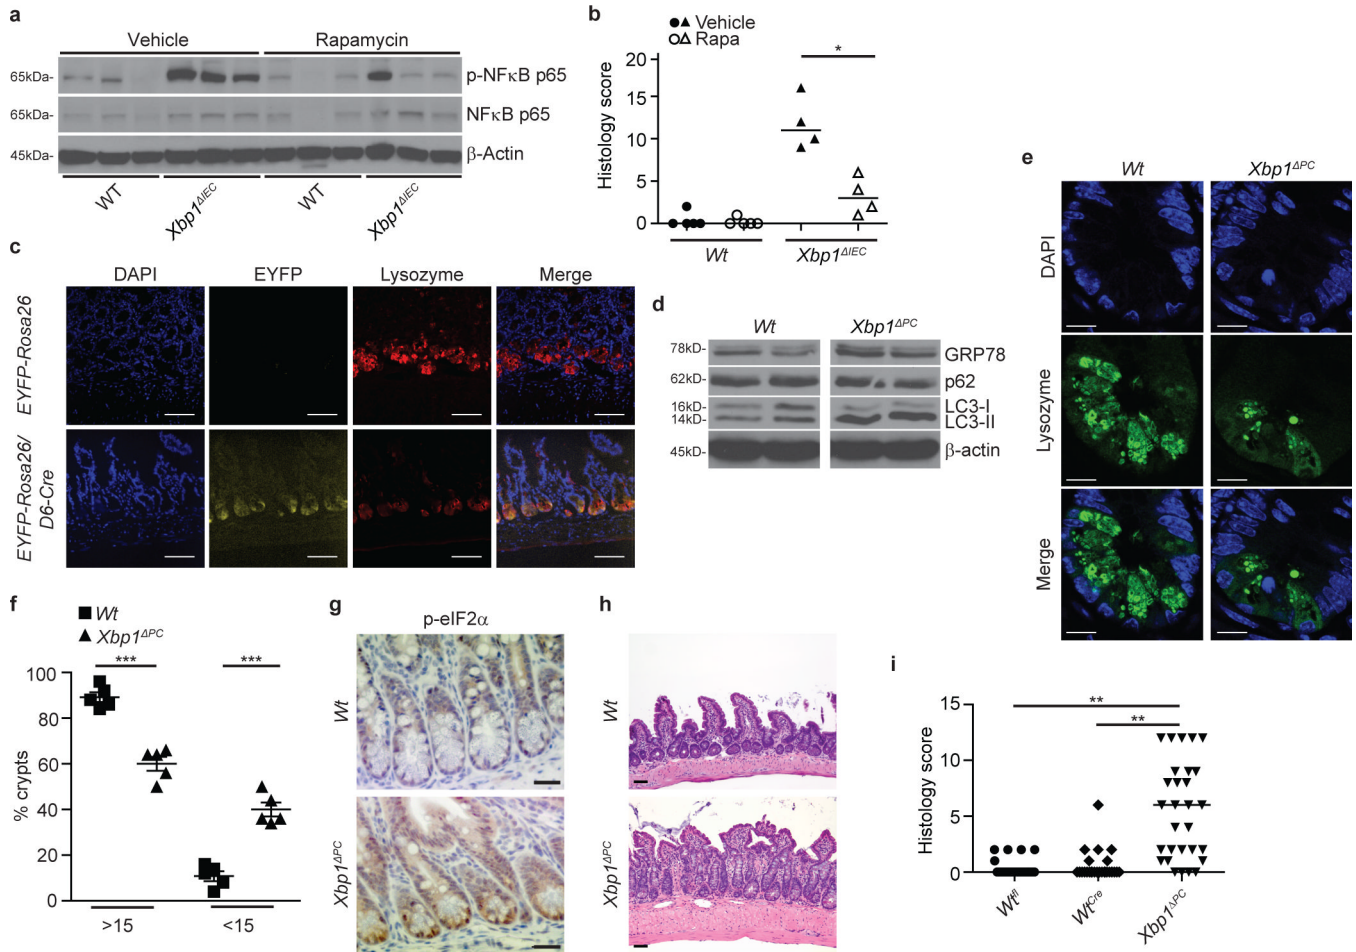 a
Vehicle
Rapamycin
65kDa-
p-NFκB p65
65kDa-
NFκB p65
45kDa-
β-Actin
WT
Xbp1ΔIEC
WT
Xbp1ΔIEC
b
Vehicle
Rapa
Histology score
20
15
10
5
0
*
Wt
Xbp1ΔIEC
c
DAPI
EYFP
Lysozyme
Merge
EYFP-Rosa26
EYFP-Rosa26/
D6-Cre
d
Wt
Xbp1ΔPC
78kD-
GRP78
62kD-
p62
16kD-
LC3-I
14kD-
LC3-II
45kD-
β-actin
e
Wt
Xbp1ΔPC
DAPI
Lysozyme
Merge
f
Wt
Xbp1ΔPC
% crypts
100
80
60
40
20
0
***
***
>15
<15
g
p-eIF2α
Wt
Xbp1ΔPC
h
Wt
Xbp1ΔPC
i
Histology score
15
10
5
0
**
**
Wtfl
WtCre
Xbp1ΔPC